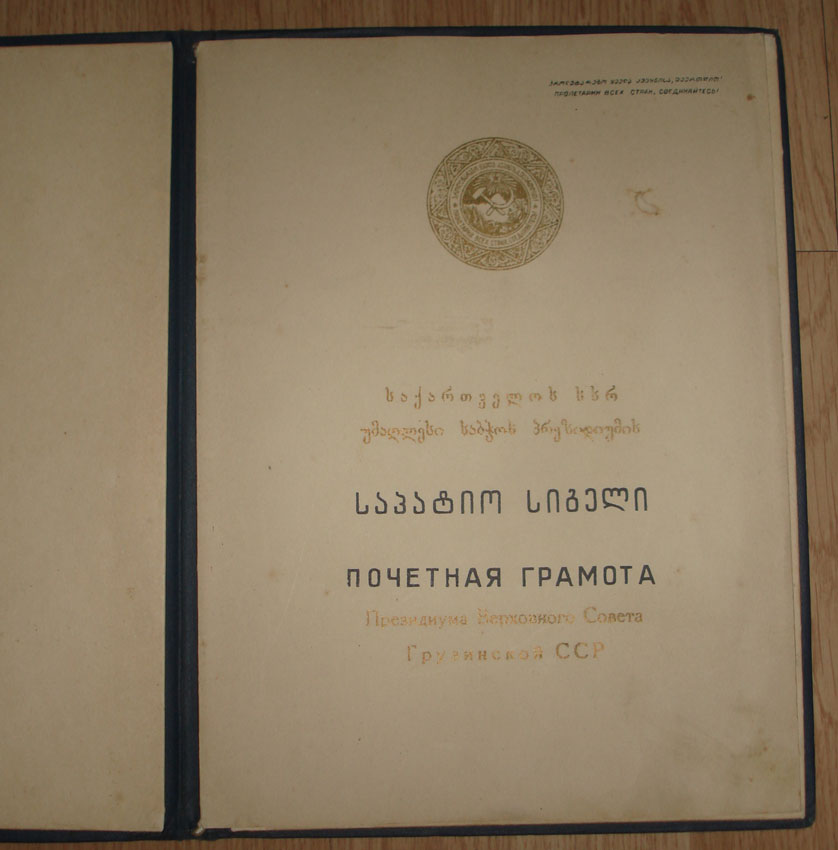 პროლეტარებო ყველა ქვეყნისა, შეერთდით!
ПРОЛЕТАРИИ ВСЕХ СТРАН, СОЕДИНЯЙТЕСЬ!
საქართველოს სსრ
უმაღლესი საბჭოს პრეზიდიუმის
საპატიო სიგელი
ПОЧЕТНАЯ ГРАМОТА
Президиума Верховного Совета
Грузинской ССР